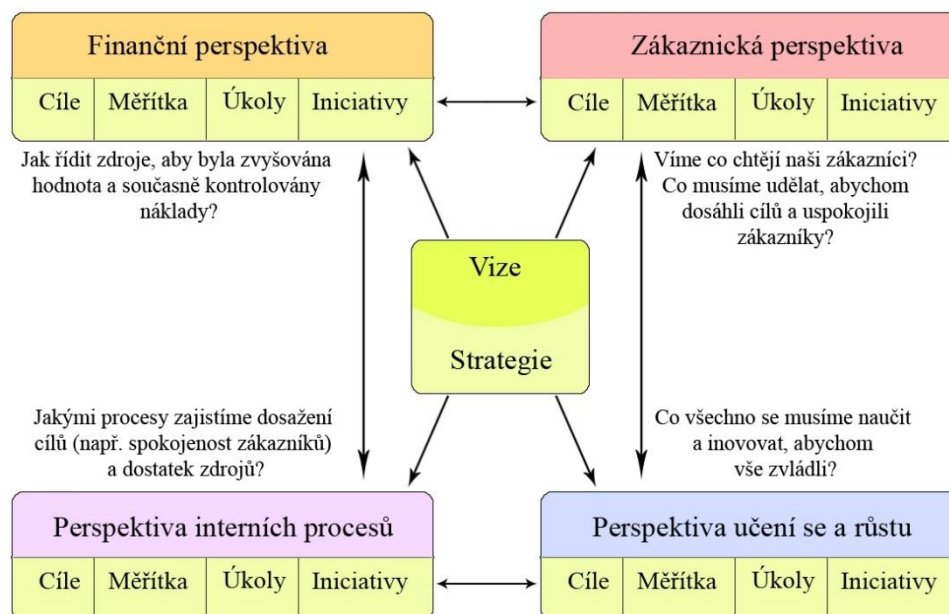 Finanční perspektiva
Cíle Měřítka Úkoly Iniciativy
Jak řídit zdroje, aby byla zvyšována
hodnota a současně kontrolovány
náklady?
Zákaznická perspektiva
Cíle Měřítka Úkoly Iniciativy
Víme co chtějí naši zákazníci?
Co musíme udělat, abychom
dosáhli cílů a uspokojili
zákazníky?
Vize
Strategie
Jakými procesy zajistíme dosažení
cílů (např. spokojenost zákazníků)
a dostatek zdrojů?
Perspektiva interních procesů
Cíle Měřítka Úkoly Iniciativy
Co všechno se musíme naučit
a inovovat, abychom
vše zvládli?
Perspektiva učení se a růstu
Cíle Měřítka Úkoly Iniciativy